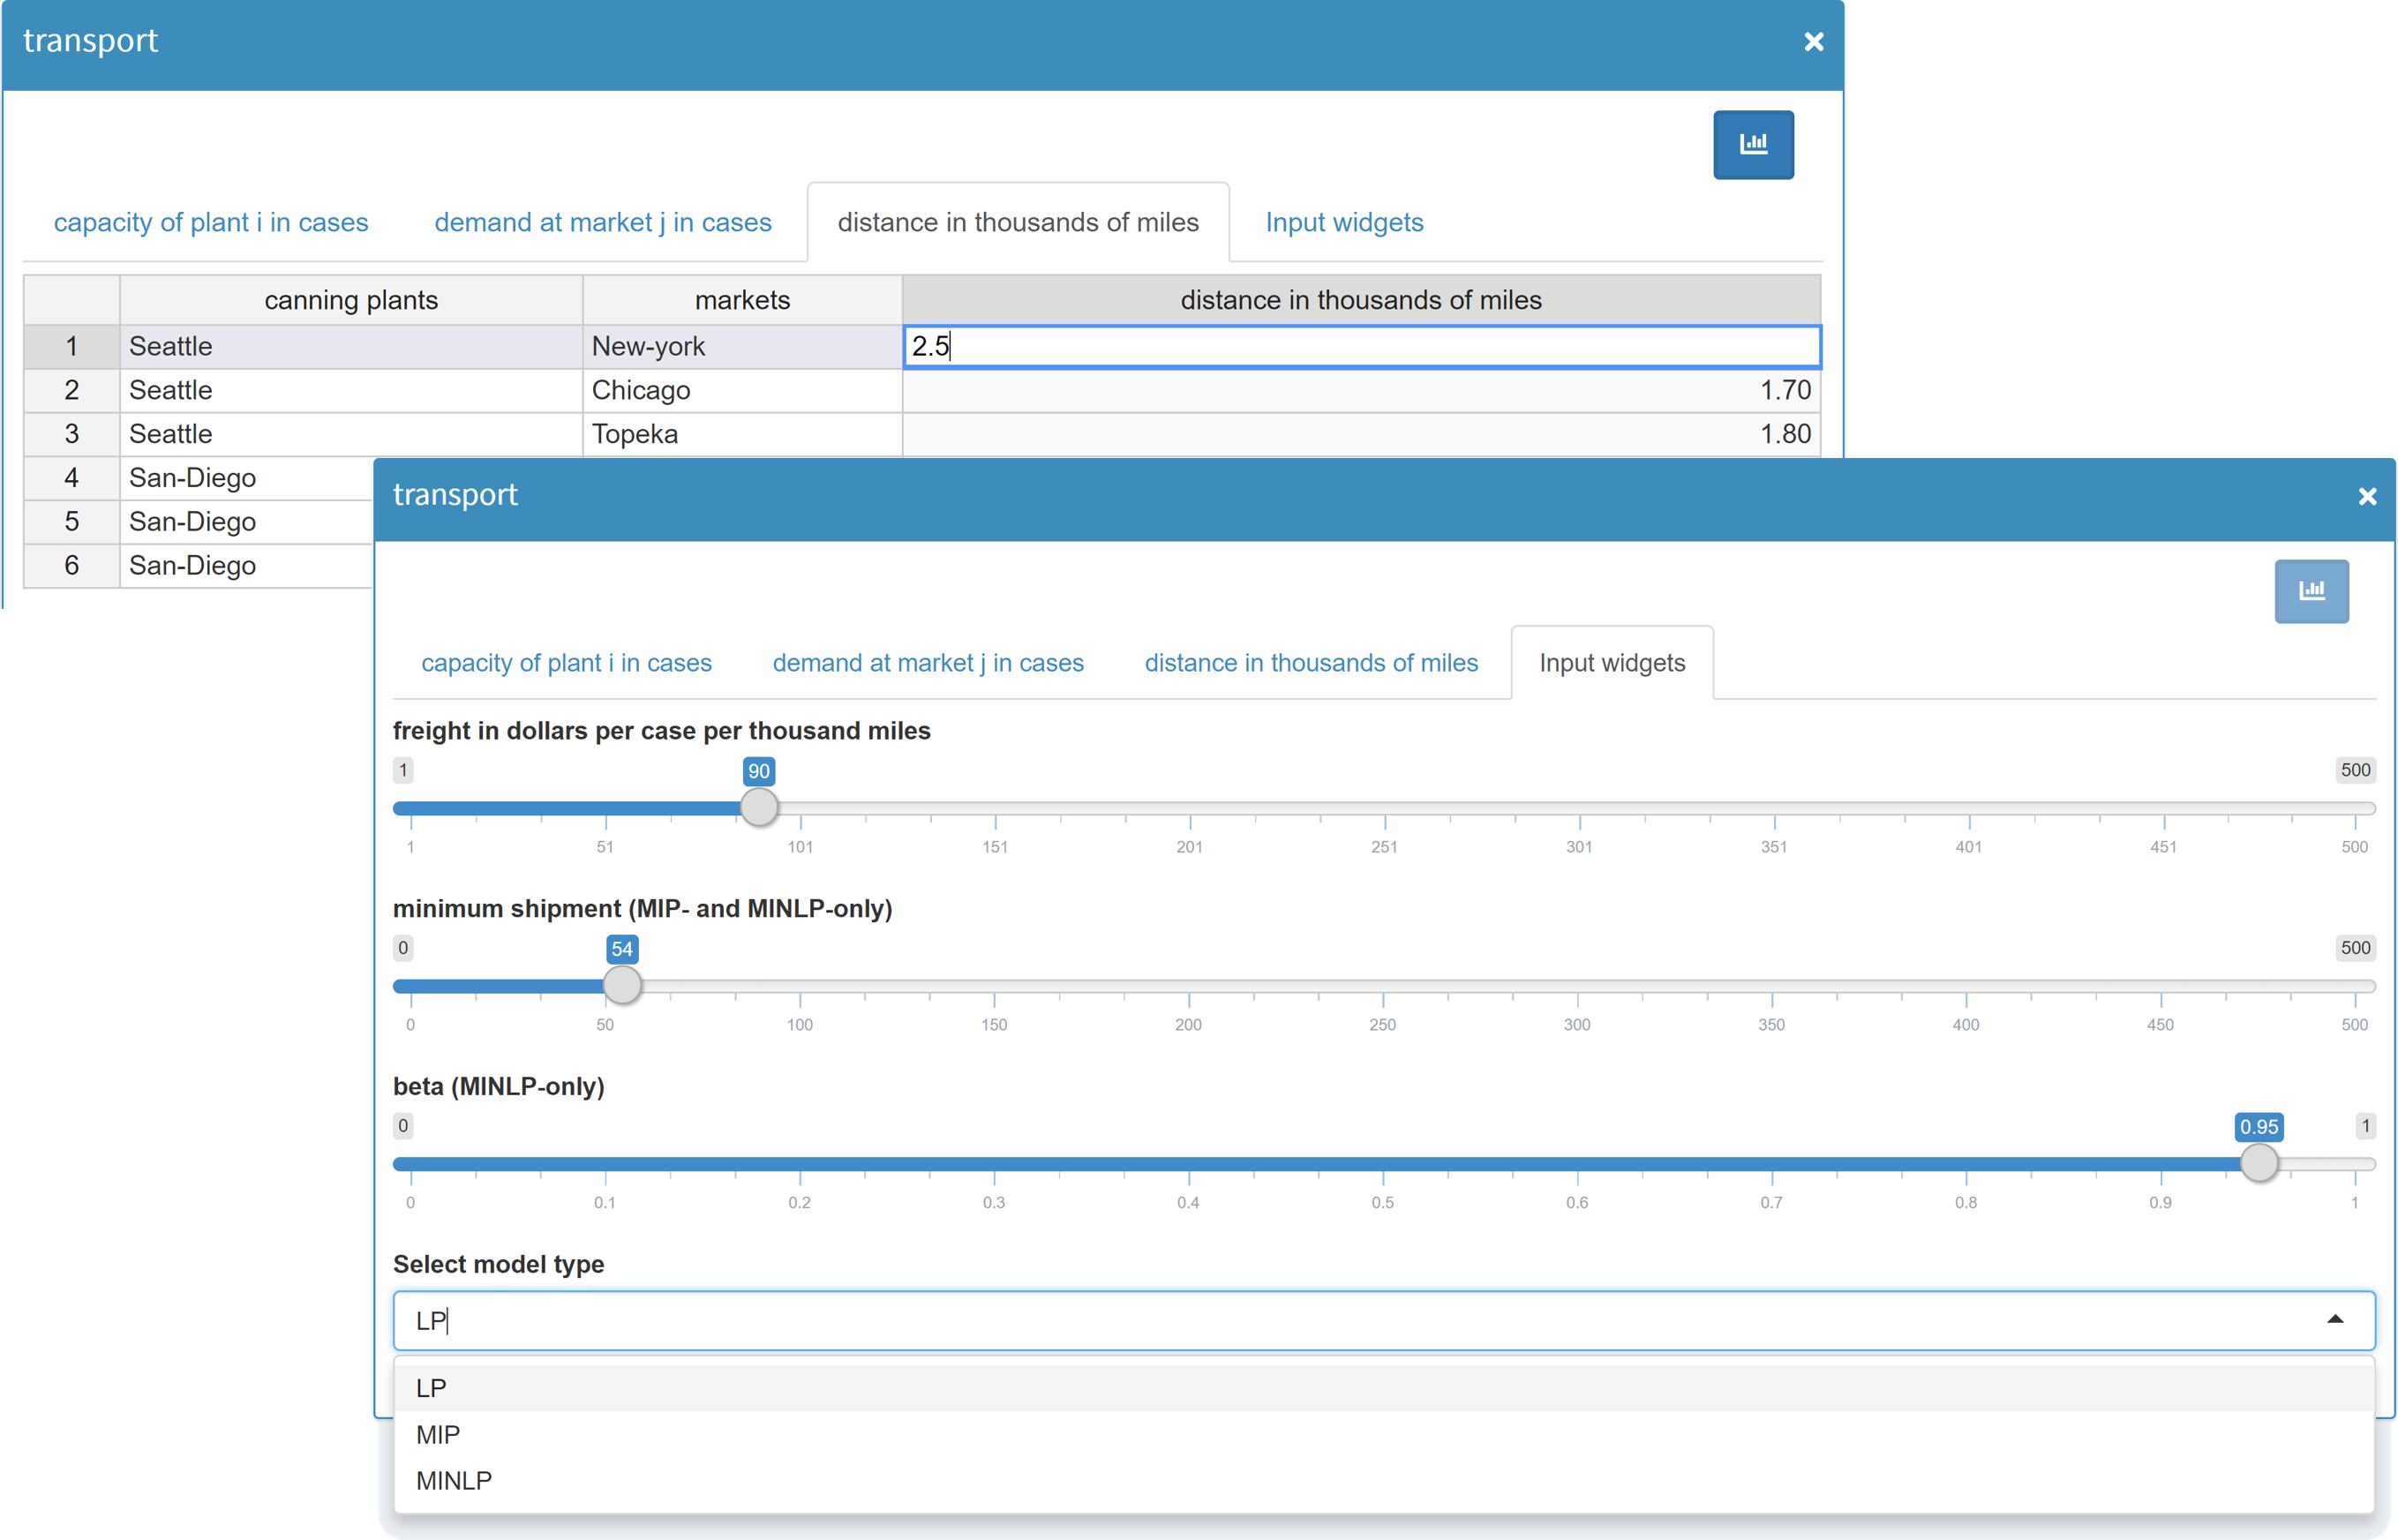 transport
capacity of plant i in cases demand at market j in cases distance in thousands of miles Input widgets
canning plants markets distance in thousands of miles
1 Seattle New-york 2.5
2 Seattle Chicago 1.70
3 Seattle Topeka 1.80
4 San-Diego
5 San-Diego
6 San-Diego
transport
capacity of plant i in cases demand at market j in cases distance in thousands of miles Input widgets
freight in dollars per case per thousand miles
1 90 500
1 51 101 151 201 251 301 351 401 451 500
minimum shipment (MIP- and MINLP-only)
0 54 500
0 50 100 150 200 250 300 350 400 450 500
beta (MINLP-only)
0 0.95 1
0 0.1 0.2 0.3 0.4 0.5 0.6 0.7 0.8 0.9 1
Select model type
LP
LP
MIP
MINLP